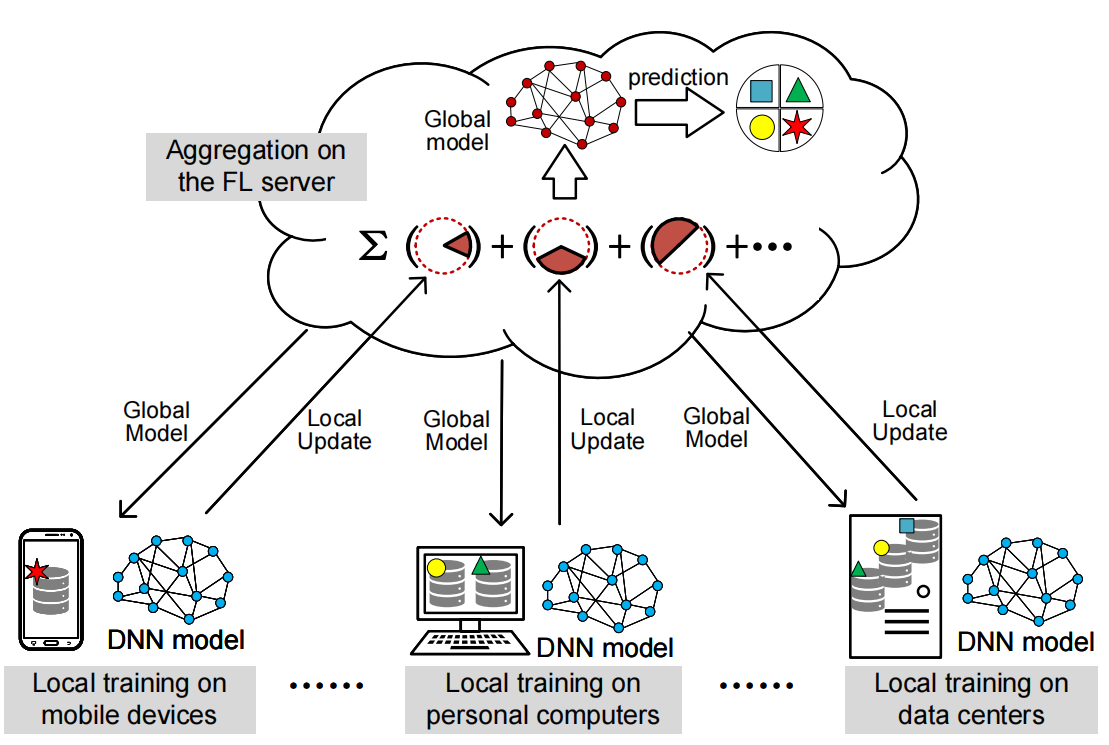 prediction
Global
model
Aggregation on
the FL server
Σ ( ) + ( ) + ( ) + •••
Global
Model
Local
Update
Global
Model
Local
Update
Global
Model
Local
Update
DNN model
DNN model
DNN model
Local training on
mobile devices
••••••
Local training on
personal computers
••••••
Local training on
data centers